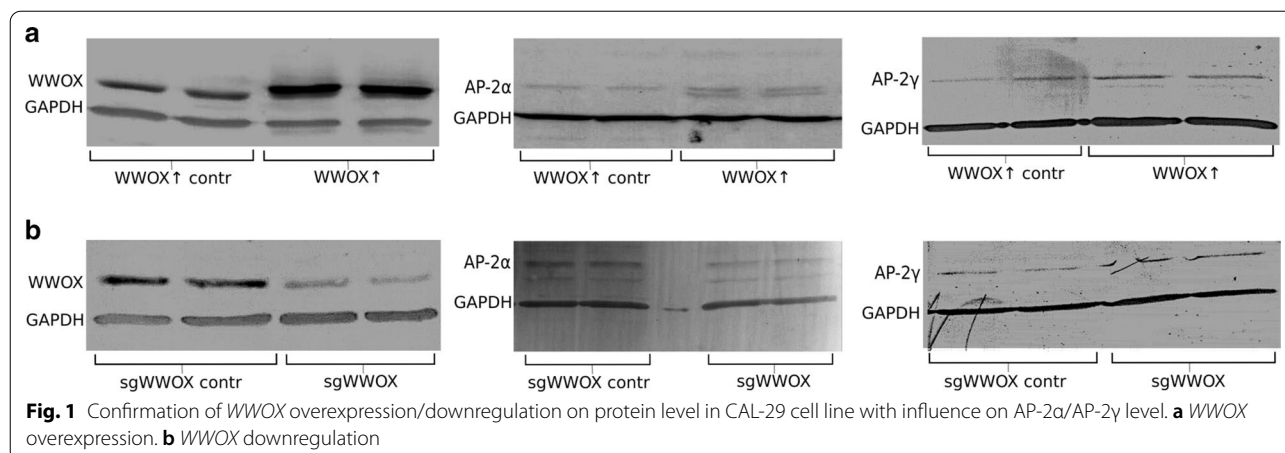 a
WWOX
GAPDH
WWOX↑ contr
WWOX↑
AP-2α
GAPDH
WWOX↑ contr
WWOX↑
AP-2γ
GAPDH
WWOX↑ contr
WWOX↑
b
WWOX
GAPDH
sgWWOX contr
sgWWOX
AP-2α
GAPDH
sgWWOX contr
sgWWOX
AP-2γ
GAPDH
sgWWOX contr
sgWWOX
Fig. 1 Confirmation of WWOX overexpression/downregulation on protein level in CAL-29 cell line with influence on AP-2α/AP-2γ level. a WWOX
overexpression. b WWOX downregulation